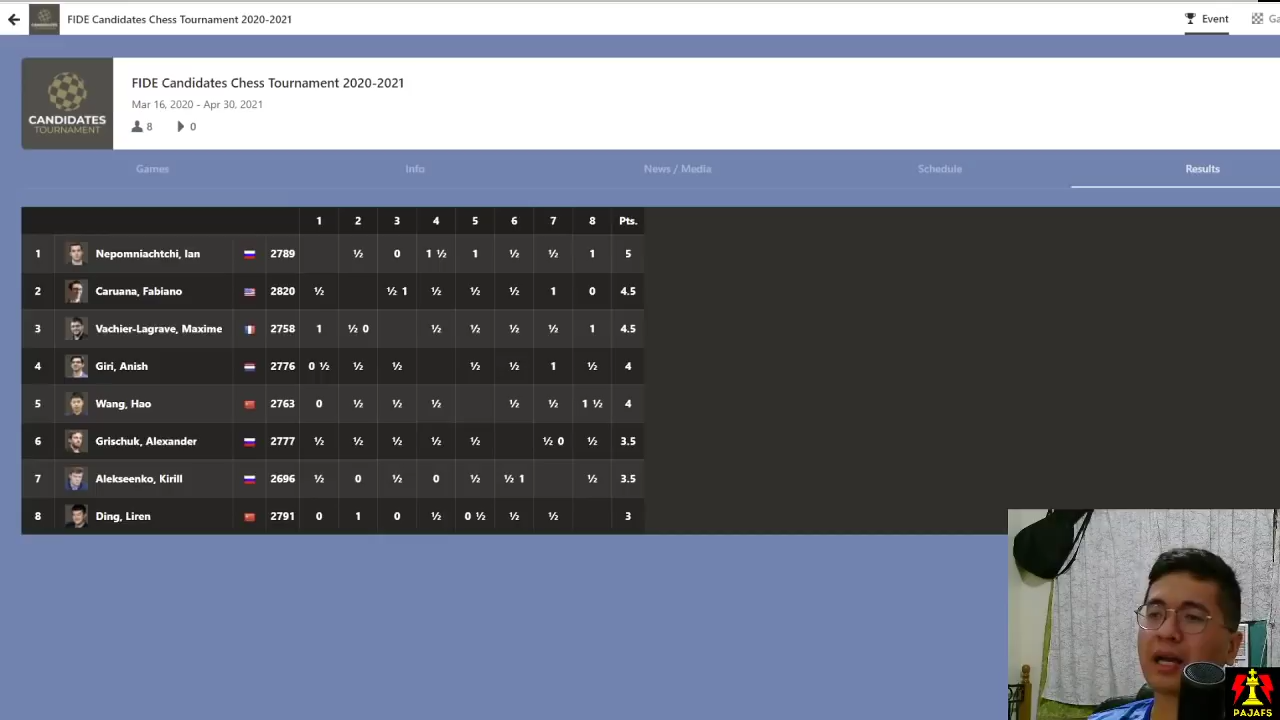 FIDE Candidates Chess Tournament 2020-2021
Event
Ga
CANDIDATES
TOURNAMENT
FIDE Candidates Chess Tournament 2020-2021
Mar 16, 2020 - Apr 30, 2021
8 0
Games Info News / Media Schedule Results
1 2 3 4 5 6 7 8 Pts.
1 Nepomniachtchi, Ian 2789 ½ 0 1 ½ 1 ½ ½ 1 5
2 Caruana, Fabiano 2820 ½ ½ 1 ½ ½ ½ 1 0 4.5
3 Vachier-Lagrave, Maxime 2758 1 ½ 0 ½ ½ ½ ½ 1 4.5
4 Giri, Anish 2776 0 ½ ½ ½ ½ ½ 1 ½ 4
5 Wang, Hao 2763 0 ½ ½ ½ ½ ½ 1 ½ 4
6 Grischuk, Alexander 2777 ½ ½ ½ ½ ½ ½ 0 ½ 3.5
7 Alekseenko, Kirill 2696 ½ 0 ½ 0 ½ ½ 1 ½ 3.5
8 Ding, Liren 2791 0 1 0 ½ 0 ½ ½ ½ 3
PAJAFS